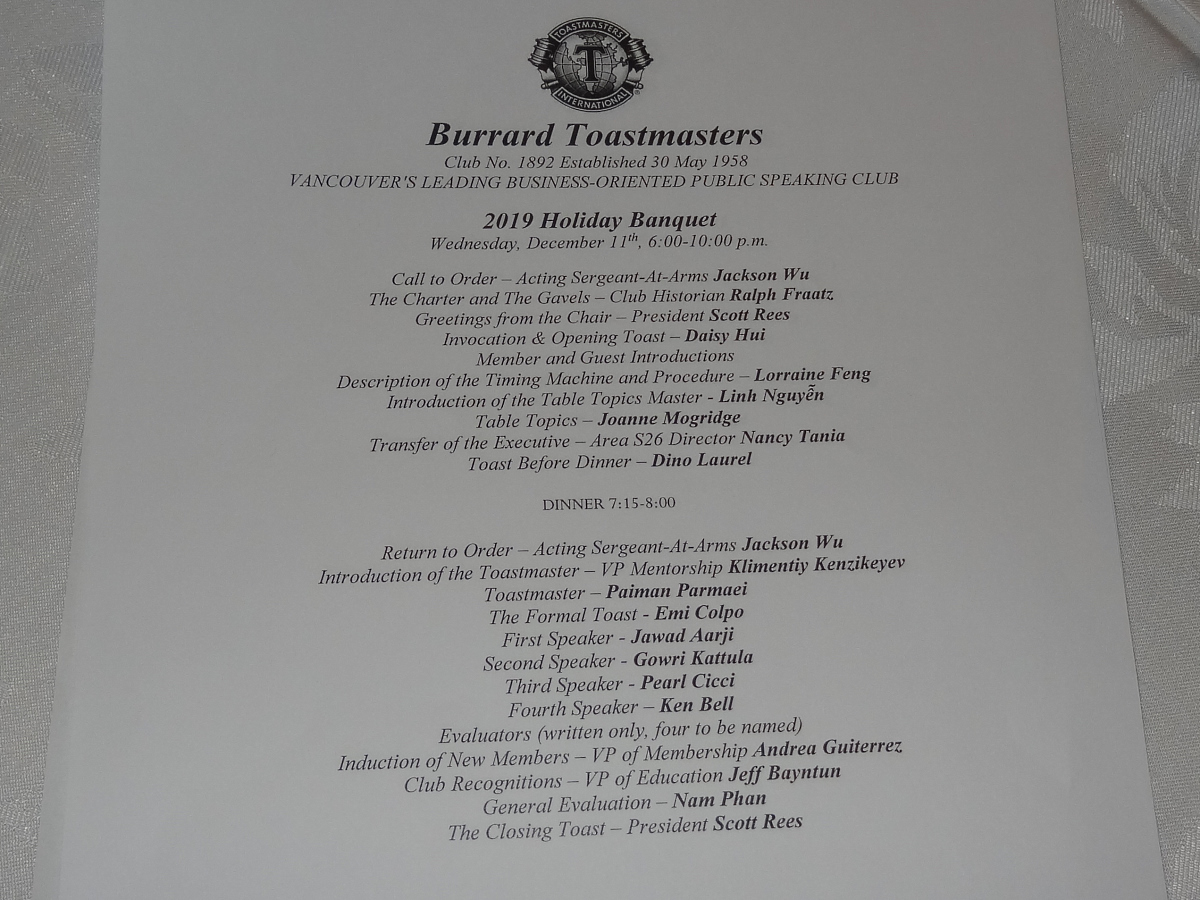 TOASTMASTERS
T
INTERNATIONAL
Burrard Toastmasters
Club No. 1892 Established 30 May 1958
VANCOUVER'S LEADING BUSINESS-ORIENTED PUBLIC SPEAKING CLUB
2019 Holiday Banquet
Wednesday, December 11th, 6:00-10:00 p.m.
Call to Order – Acting Sergeant-At-Arms Jackson Wu
The Charter and The Gavels – Club Historian Ralph Fraatz
Greetings from the Chair – President Scott Rees
Invocation & Opening Toast – Daisy Hui
Member and Guest Introductions
Description of the Timing Machine and Procedure – Lorraine Feng
Introduction of the Table Topics Master - Linh Nguyễn
Table Topics – Joanne Mogridge
Transfer of the Executive – Area S26 Director Nancy Tania
Toast Before Dinner – Dino Laurel
DINNER 7:15-8:00
Return to Order – Acting Sergeant-At-Arms Jackson Wu
Introduction of the Toastmaster – VP Mentorship Klimentiy Kenzikeyev
Toastmaster – Paiman Parmaei
The Formal Toast - Emi Colpo
First Speaker - Jawad Aarji
Second Speaker - Gowri Kattula
Third Speaker - Pearl Cicci
Fourth Speaker – Ken Bell
Evaluators (written only, four to be named)
Induction of New Members – VP of Membership Andrea Guiterrez
Club Recognitions – VP of Education Jeff Bayntun
General Evaluation – Nam Phan
The Closing Toast – President Scott Rees